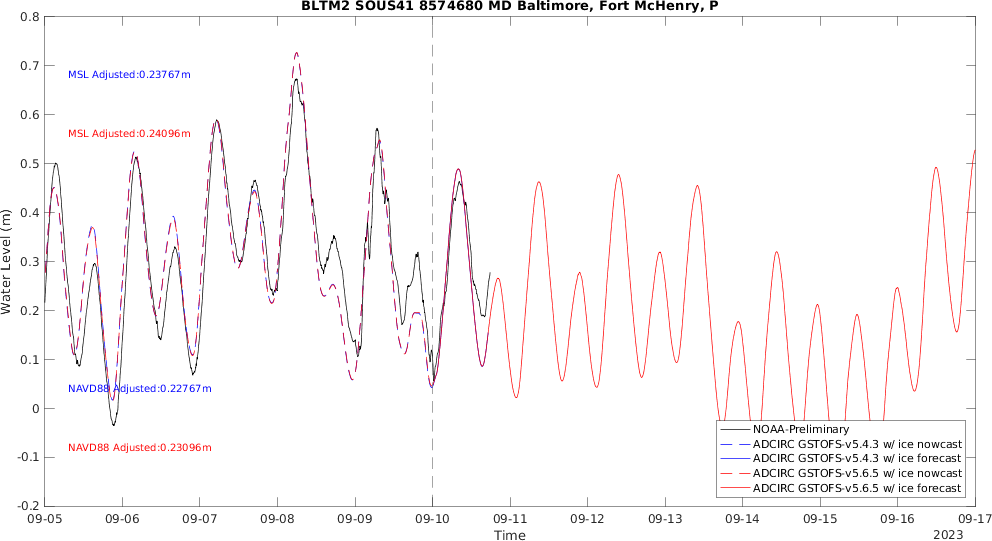 BLTM2 SOUS41 8574680 MD Baltimore, Fort McHenry, P
0.8
0.7
0.6
0.5
0.4
0.3
0.2
0.1
0
-0.1
-0.2
Water Level (m)
MSL Adjusted:0.23767m
MSL Adjusted:0.24096m
NAVD88 Adjusted:0.22767m
NAVD88 Adjusted:0.23096m
NOAA-Preliminary
ADCIRC GSTOFS-v5.4.3 w/ ice nowcast
ADCIRC GSTOFS-v5.4.3 w/ ice forecast
ADCIRC GSTOFS-v5.6.5 w/ ice nowcast
ADCIRC GSTOFS-v5.6.5 w/ ice forecast
09-05 09-06 09-07 09-08 09-09 09-10 09-11 09-12 09-13 09-14 09-15 09-16 09-17
Time
2023